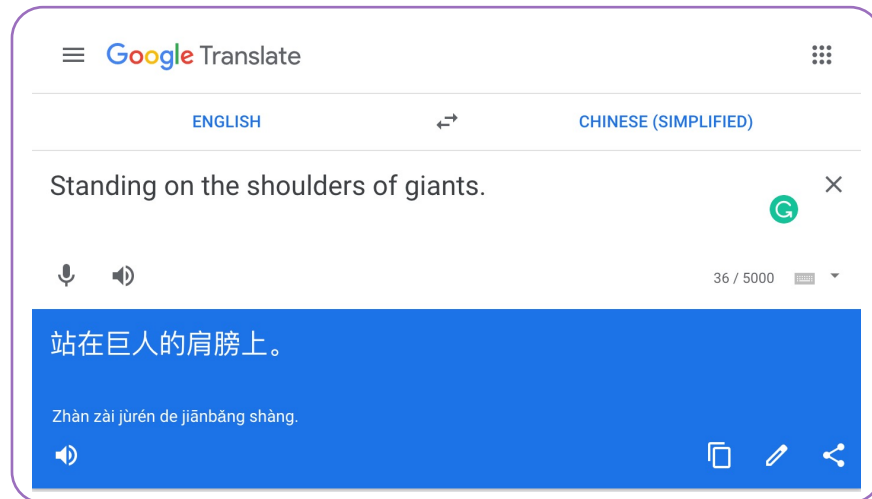 Google Translate
ENGLISH CHINESE (SIMPLIFIED)
Standing on the shoulders of giants.
36 / 5000
站在巨人的肩膀上。
Zhàn zài jùrén de jiānbǎng shàng.